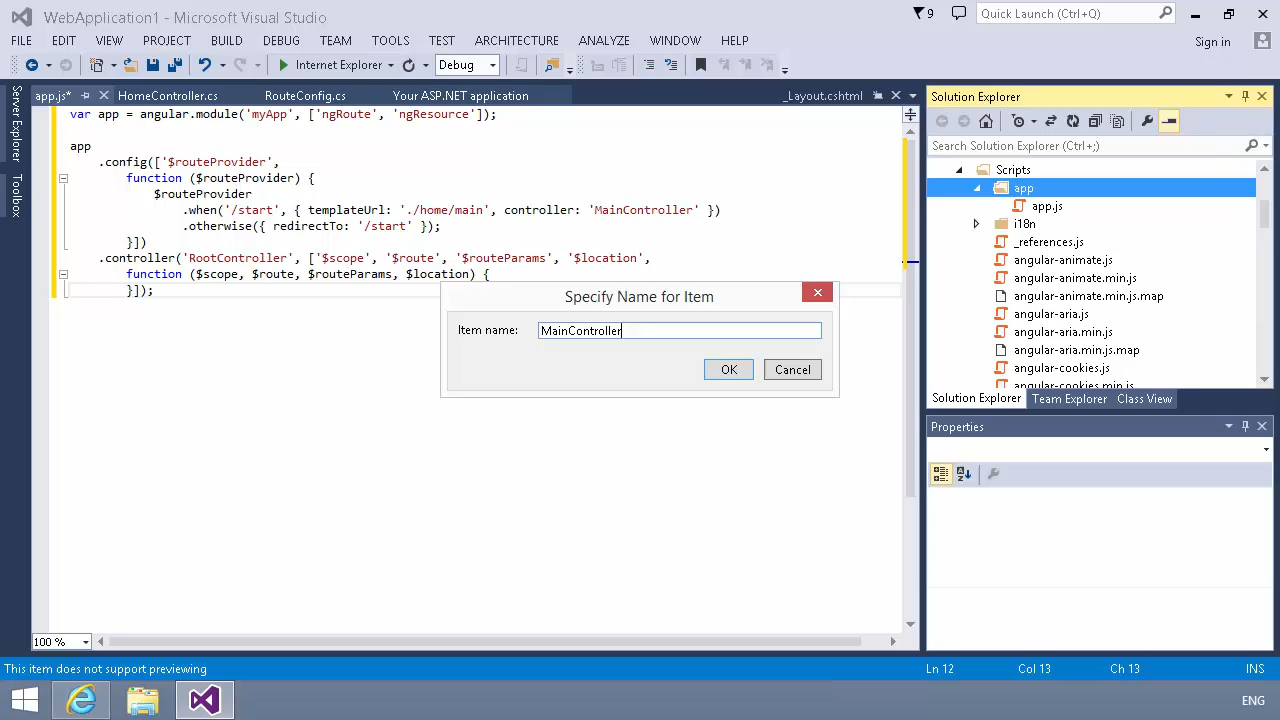 WebApplication1 - Microsoft Visual Studio
9
Quick Launch (Ctrl+Q)
FILE EDIT VIEW PROJECT BUILD DEBUG TEAM TOOLS TEST ARCHITECTURE ANALYZE WINDOW HELP
Sign in
Internet Explorer
Debug
Server Explorer
Toolbox
app.js*
HomeController.cs
RouteConfig.cs
Your ASP.NET application
_Layout.cshtml
var app = angular.module('myApp', ['ngRoute', 'ngResource']);
app
.config(['$routeProvider',
function ($routeProvider) {
$routeProvider
.when('/start', { templateUrl: './home/main', controller: 'MainController' })
.otherwise({ redirectTo: '/start' });
}])
.controller('RootController', ['$scope', '$route', '$routeParams', '$location',
function ($scope, $route, $routeParams, $location) {
}]);
Specify Name for Item
Item name:
MainController
OK
Cancel
100 %
Solution Explorer
Search Solution Explorer (Ctrl+;)
Scripts
app
app.js
i18n
_references.js
angular-animate.js
angular-animate.min.js
angular-animate.min.js.map
angular-aria.js
angular-aria.min.js
angular-aria.min.js.map
angular-cookies.js
angular-cookies.min.js
Solution Explorer
Team Explorer
Class View
Properties
This item does not support previewing
Ln 12
Col 13
Ch 13
INS
ENG